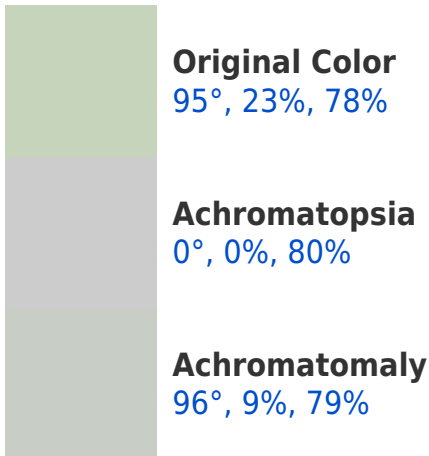 Original Color
95°, 23%, 78%
Achromatopsia
0°, 0%, 80%
Achromatomaly
96°, 9%, 79%